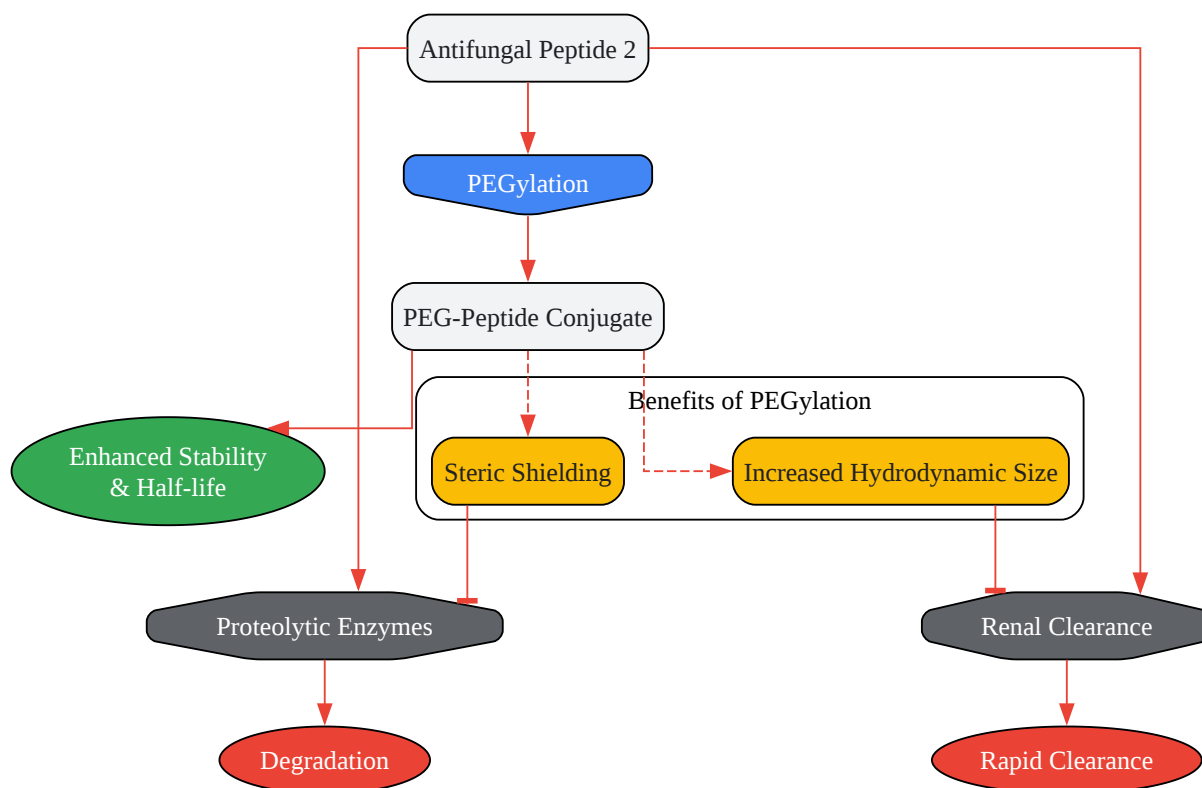 Antifungal Peptide 2
PEGylation
PEG-Peptide Conjugate
Benefits of PEGylation
Enhanced Stability
& Half-life
Steric Shielding
Increased Hydrodynamic Size
Proteolytic Enzymes
Renal Clearance
Degradation
Rapid Clearance